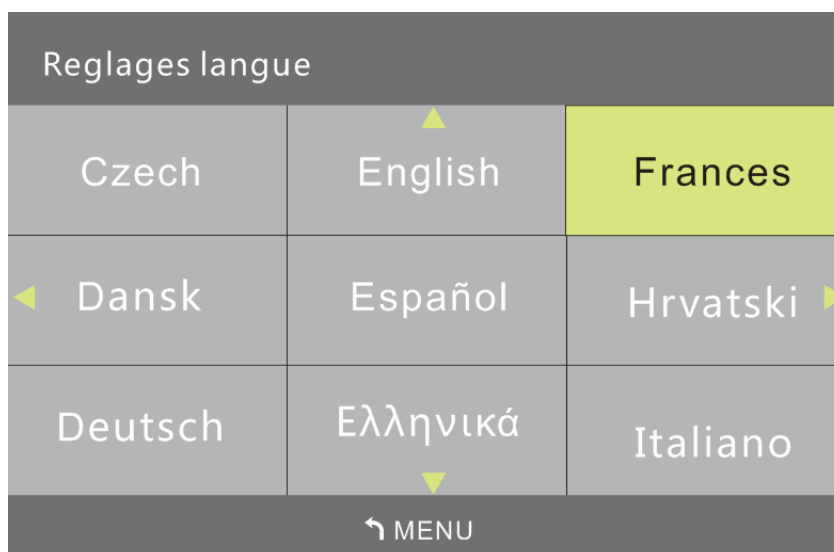 Reglages langue
Czech English Frances
Dansk Español Hrvatski
Deutsch Ελληνικά Italiano
MENU